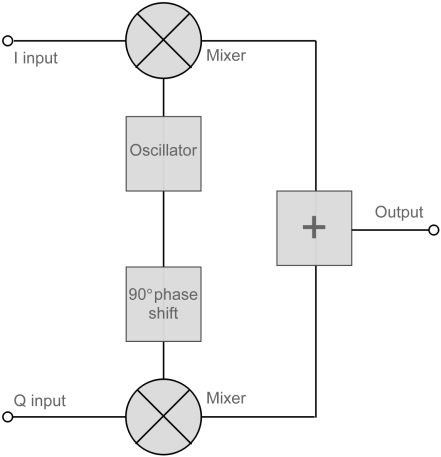 I input
Mixer
Oscillator
+
Output
90° phase
shift
Q input
Mixer